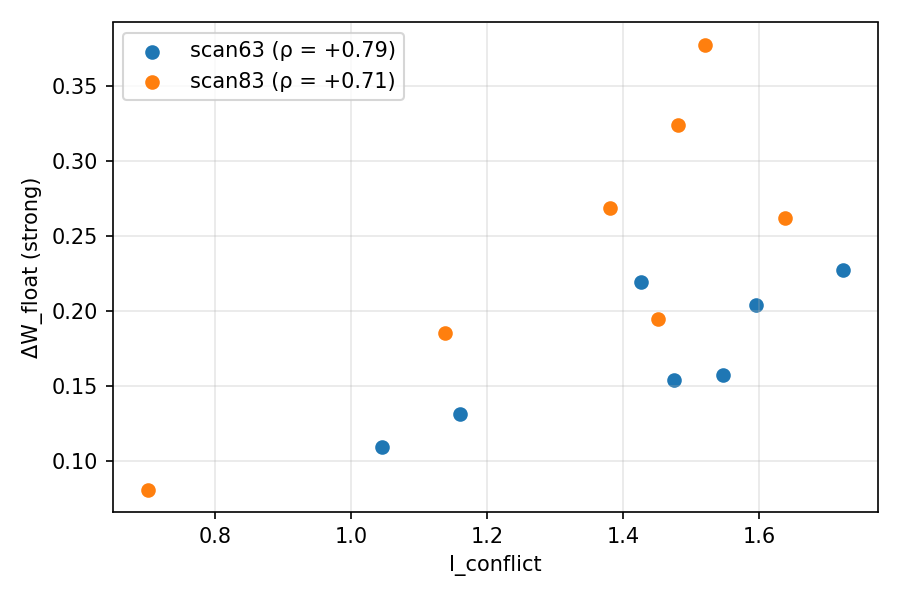 scan63 (ρ = +0.79)
scan83 (ρ = +0.71)
0.35
0.30
0.25
0.20
0.15
0.10
ΔW_float (strong)
0.8 1.0 1.2 1.4 1.6
I_conflict